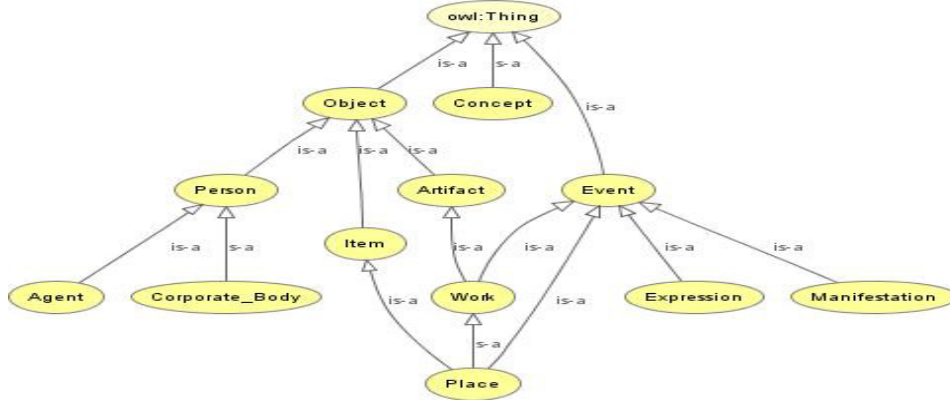 owl:Thing
is-a
s-a
Object
Concept
is-a
is-a
is-a
is-a
Person
Artifact
Event
Item
is-a
s-a
is-a
is-a
is-a
is-a
Agent
Corporate_Body
is-a
Work
is-a
Expression
Manifestation
s-a
Place